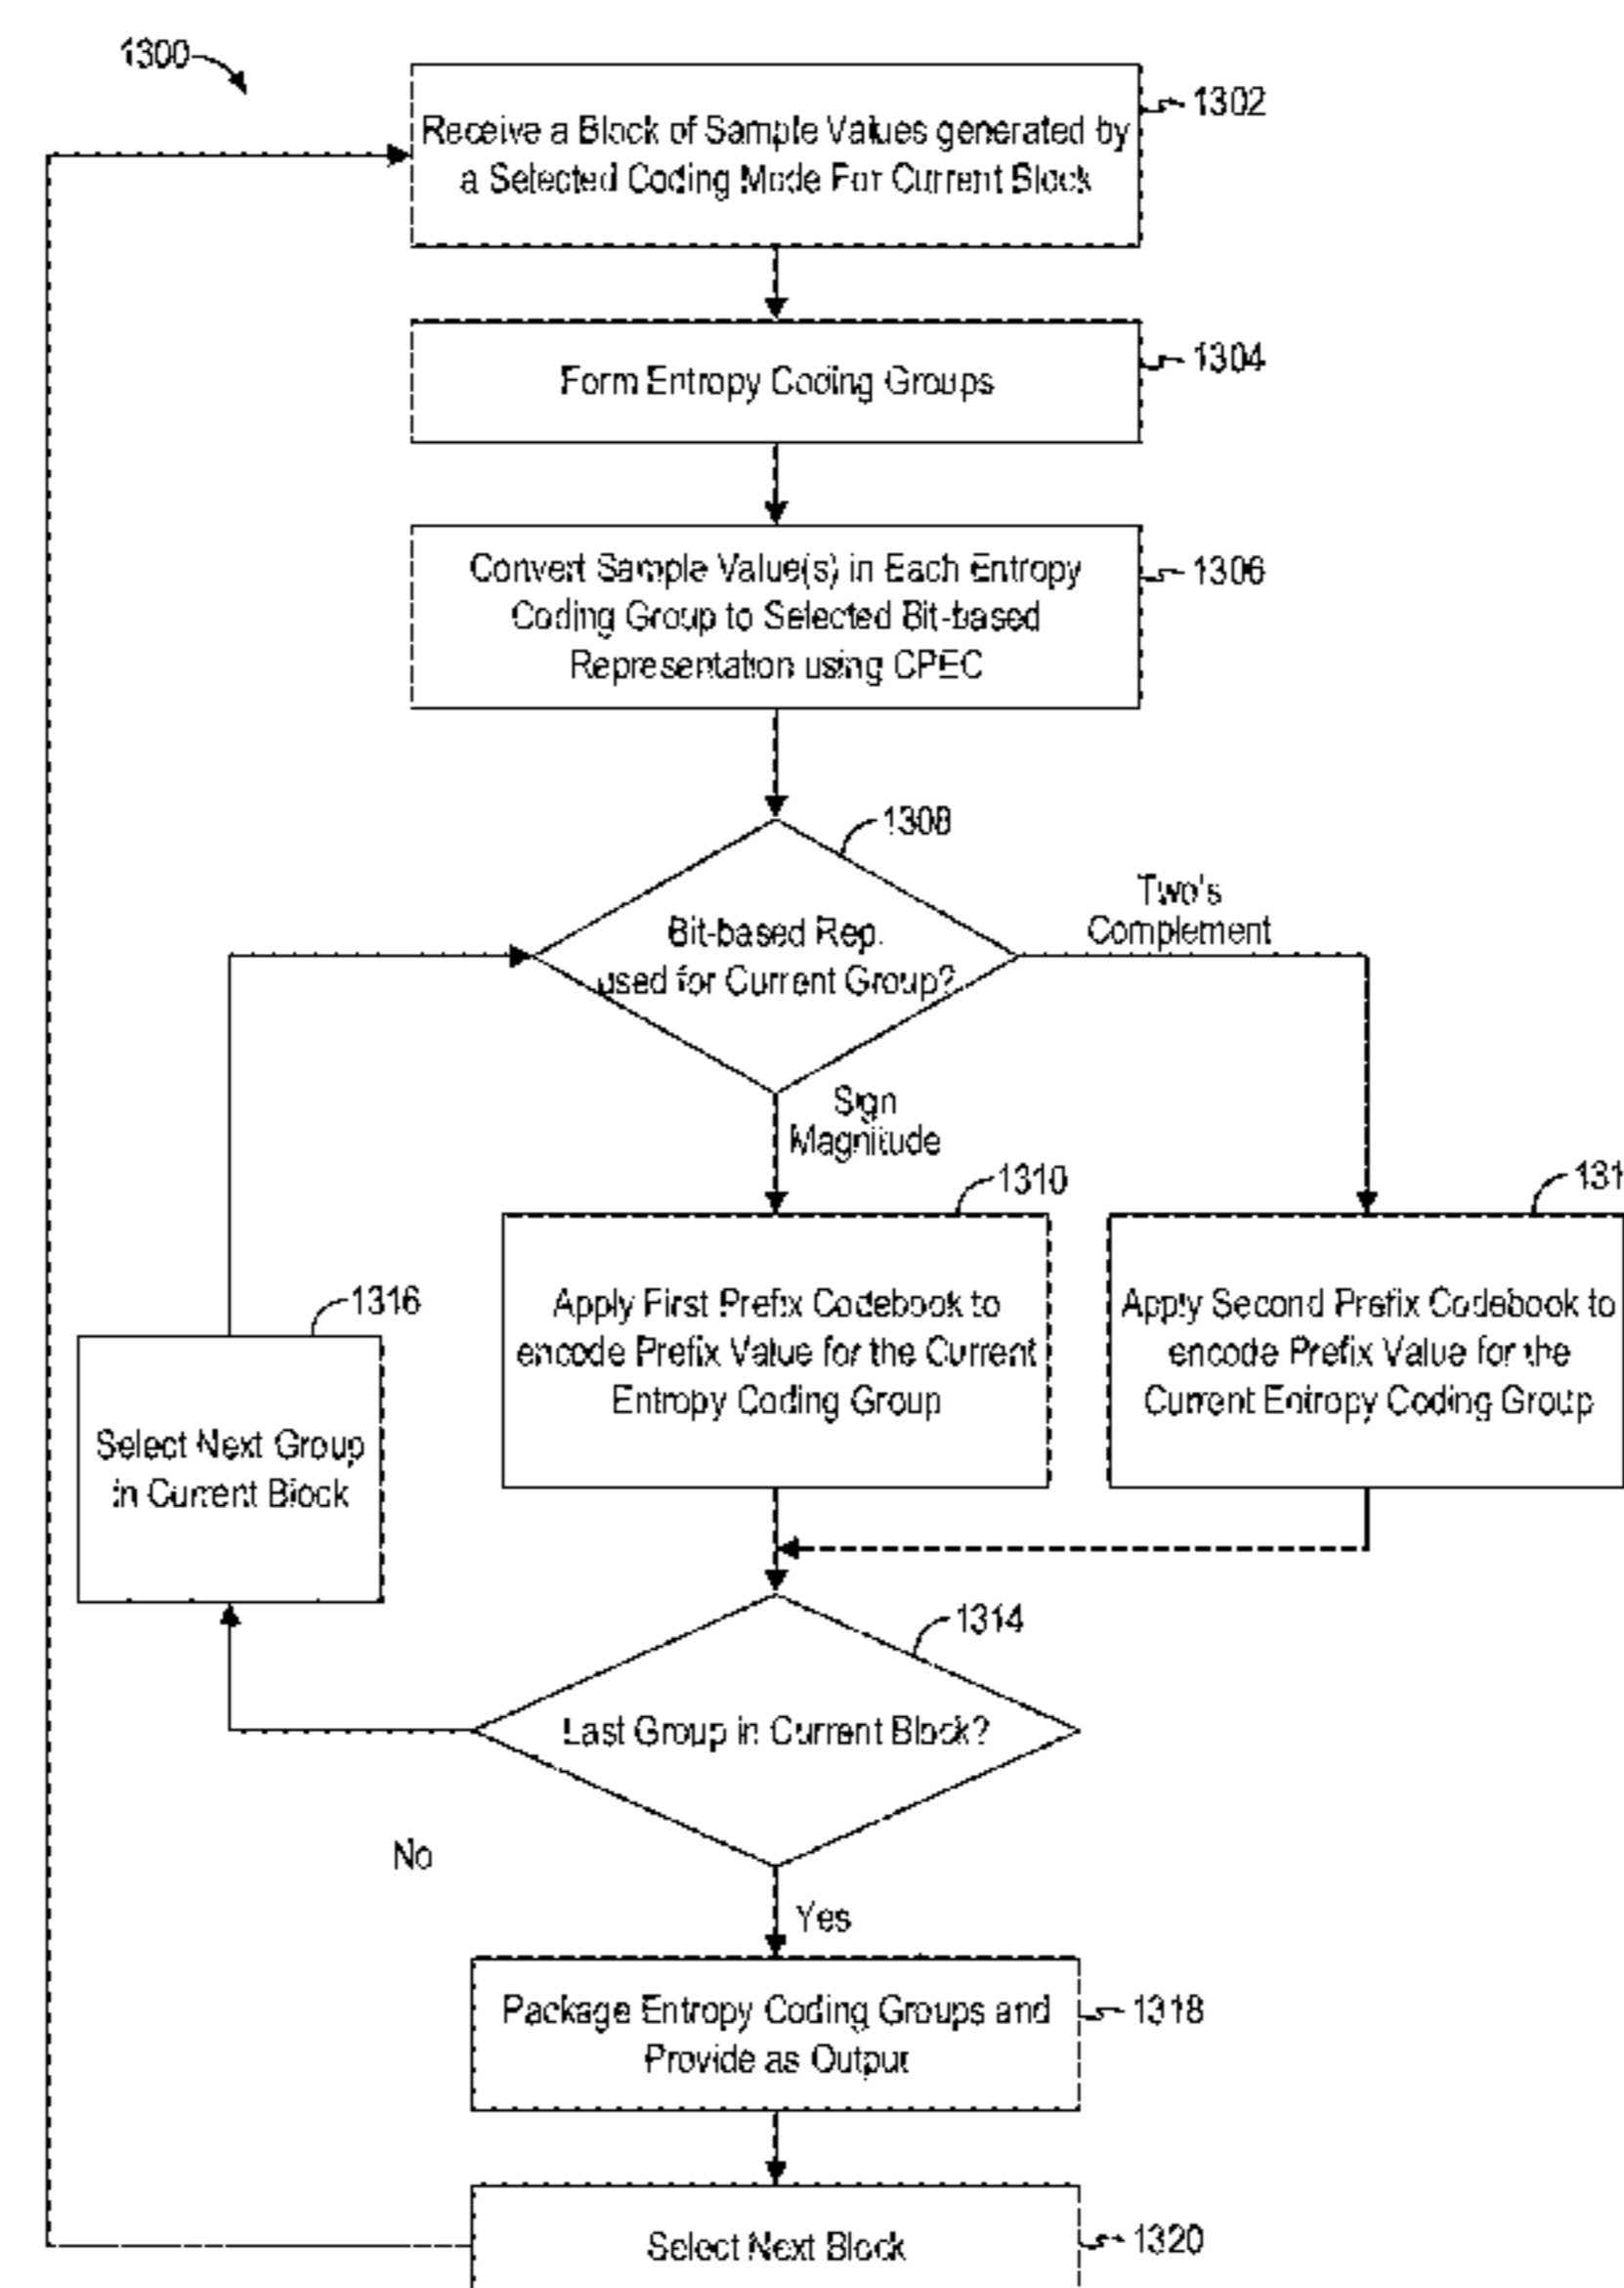 1300
1302
Receive a Block of Sample Values generated by
a Selected Coding Mode For Current Block
1304
Form Entropy Coding Groups
1306
Convert Sample Value(s) in Each Entropy
Coding Group to Selected Bit-based
Representation using CPEC
1308
Bit-based Rep.
used for Current Group?
Two's
Complement
Sign
Magnitude
1310
Apply First Prefix Codebook to
encode Prefix Value for the Current
Entropy Coding Group
131
Apply Second Prefix Codebook to
encode Prefix Value for the
Current Entropy Coding Group
1316
Select Next Group
in Current Block
1314
Last Group in Current Block?
No
Yes
1318
Package Entropy Coding Groups and
Provide as Output
1320
Select Next Block